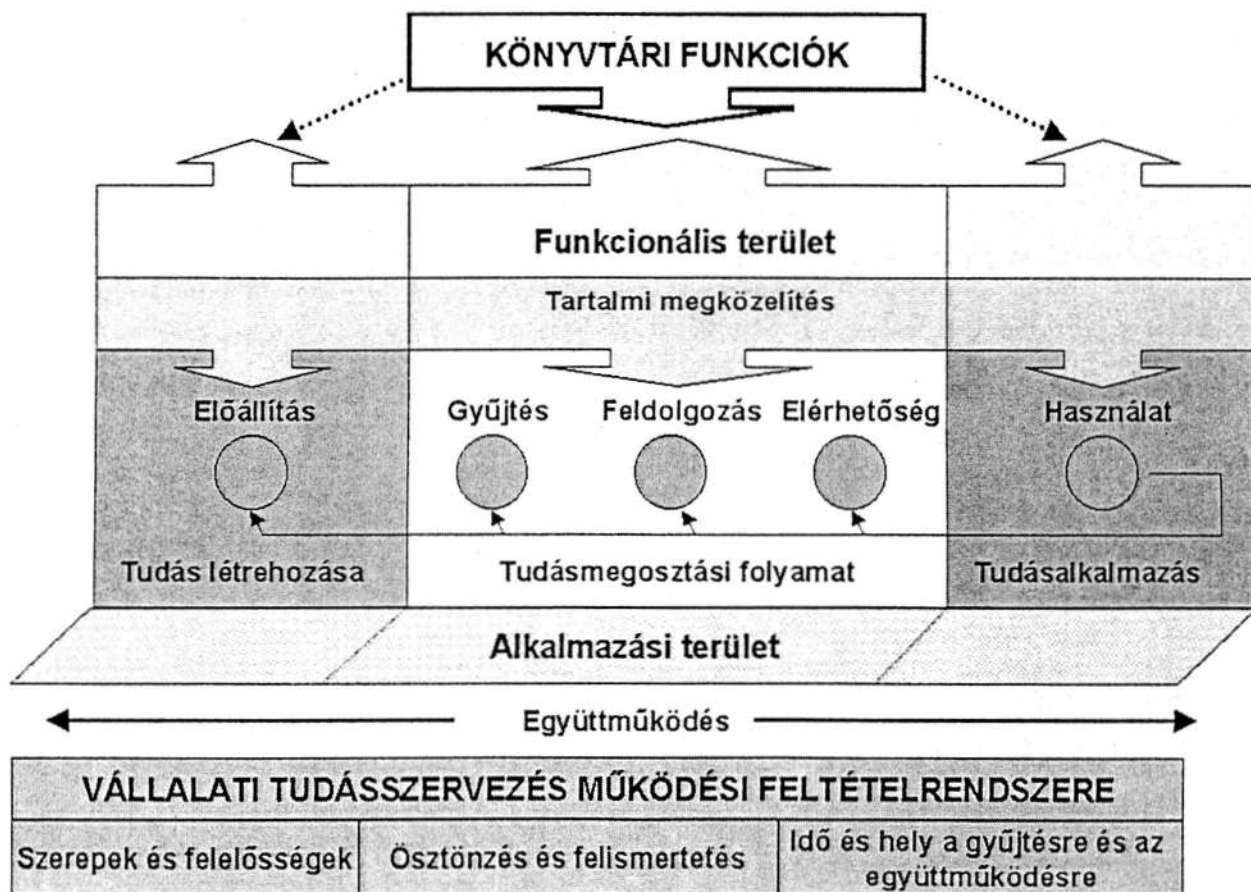 KÖNYVTÁRI FUNKCIÓK
Funkcionális terület
Tartalmi megközelítés
Előállítás
Gyűjtés
Feldolgozás
Elérhetőség
Használat
Tudás létrehozása
Tudásmegosztási folyamat
Tudásalkalmazás
Alkalmazási terület
Együttműködés
VÁLLALATI TUDÁSSZERVEZÉS MŰKÖDÉSI FELTÉTELRENDSZERE
Szerepek és felelősségek
Ösztönzés és felismertetés
Idő és hely a gyűjtésre és az
együttműködésre